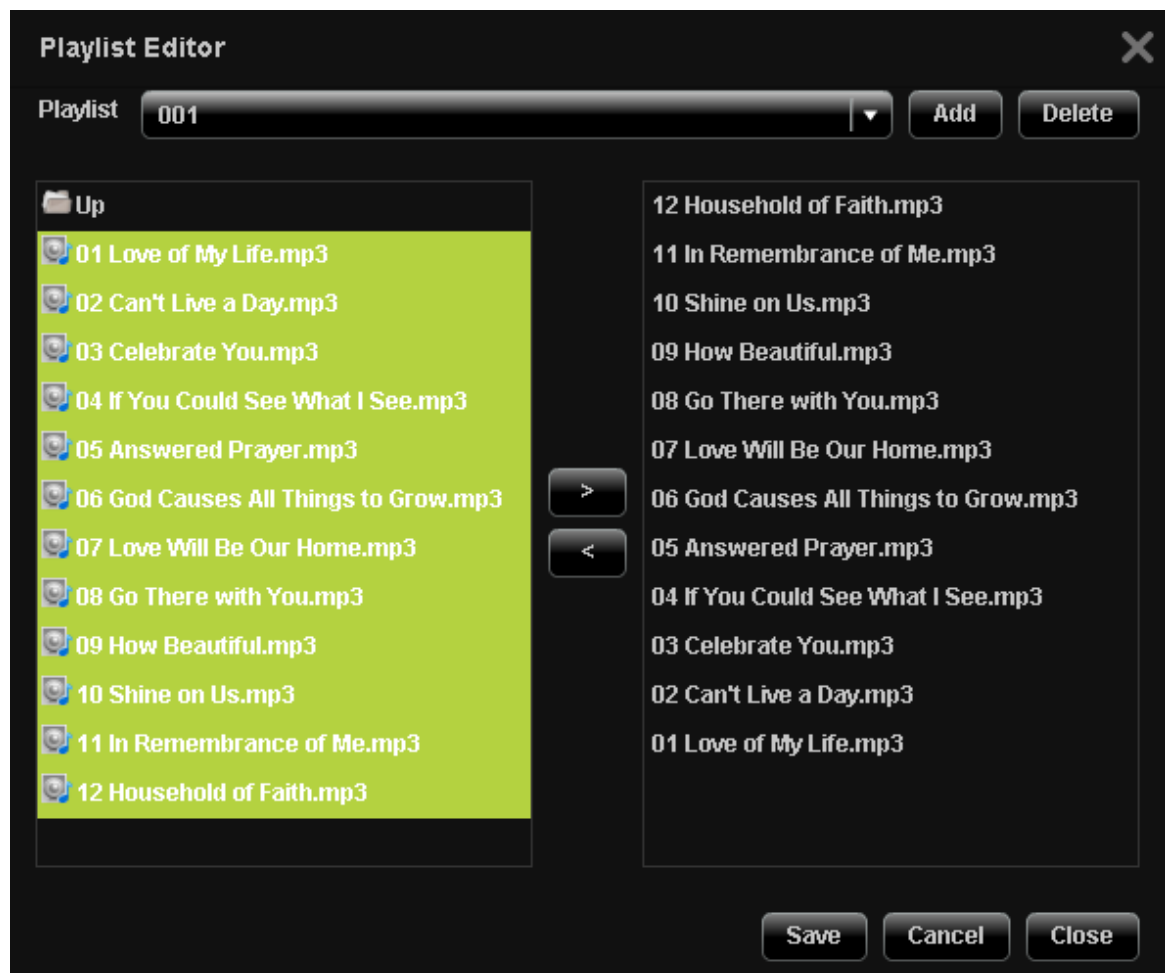 Playlist Editor
Playlist 001 Add Delete
Up
01 Love of My Life.mp3
02 Can't Live a Day.mp3
03 Celebrate You.mp3
04 If You Could See What I See.mp3
05 Answered Prayer.mp3
06 God Causes All Things to Grow.mp3
07 Love Will Be Our Home.mp3
08 Go There with You.mp3
09 How Beautiful.mp3
10 Shine on Us.mp3
11 In Remembrance of Me.mp3
12 Household of Faith.mp3
>
<
12 Household of Faith.mp3
11 In Remembrance of Me.mp3
10 Shine on Us.mp3
09 How Beautiful.mp3
08 Go There with You.mp3
07 Love Will Be Our Home.mp3
06 God Causes All Things to Grow.mp3
05 Answered Prayer.mp3
04 If You Could See What I See.mp3
03 Celebrate You.mp3
02 Can't Live a Day.mp3
01 Love of My Life.mp3
Save Cancel Close